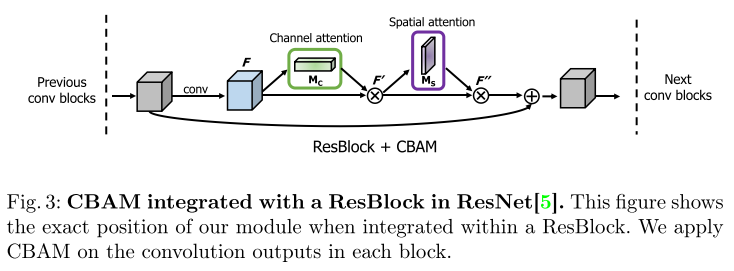 Channel attention
Spatial attention
Previous
conv blocks
conv
F
Mc
F'
Ms
F''
Next
conv blocks
ResBlock + CBAM
Fig. 3: CBAM integrated with a ResBlock in ResNet[5]. This figure shows
the exact position of our module when integrated within a ResBlock. We apply
CBAM on the convolution outputs in each block.